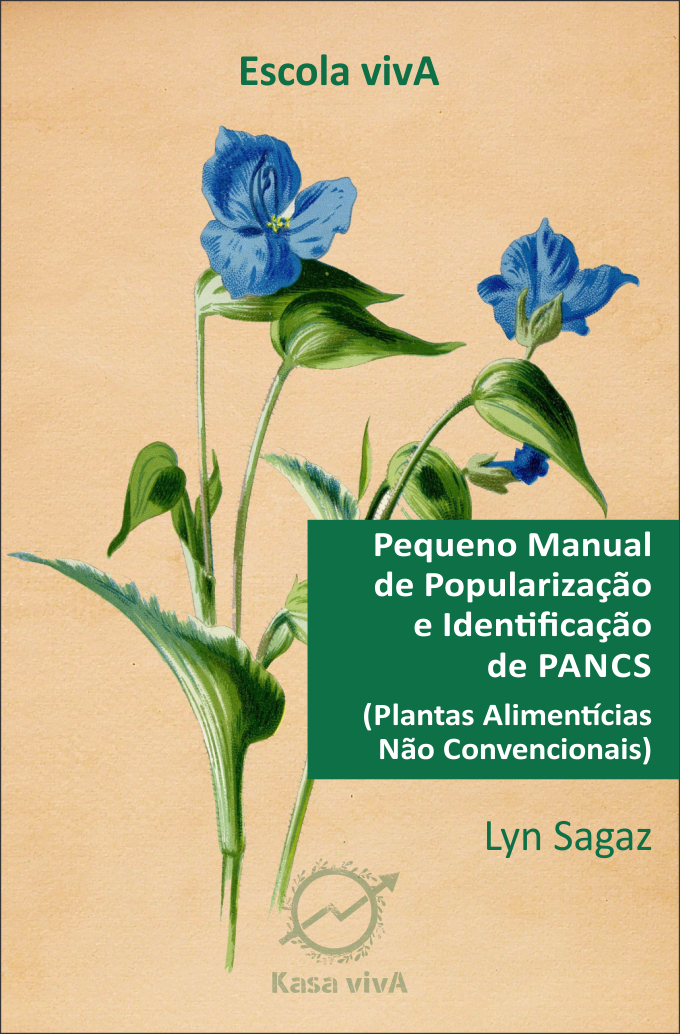 Escola vivA
Pequeno Manual
de Popularização
e Identificação
de PANCS
(Plantas Alimentícias
Não Convencionais)
Lyn Sagaz
Kasa vivA